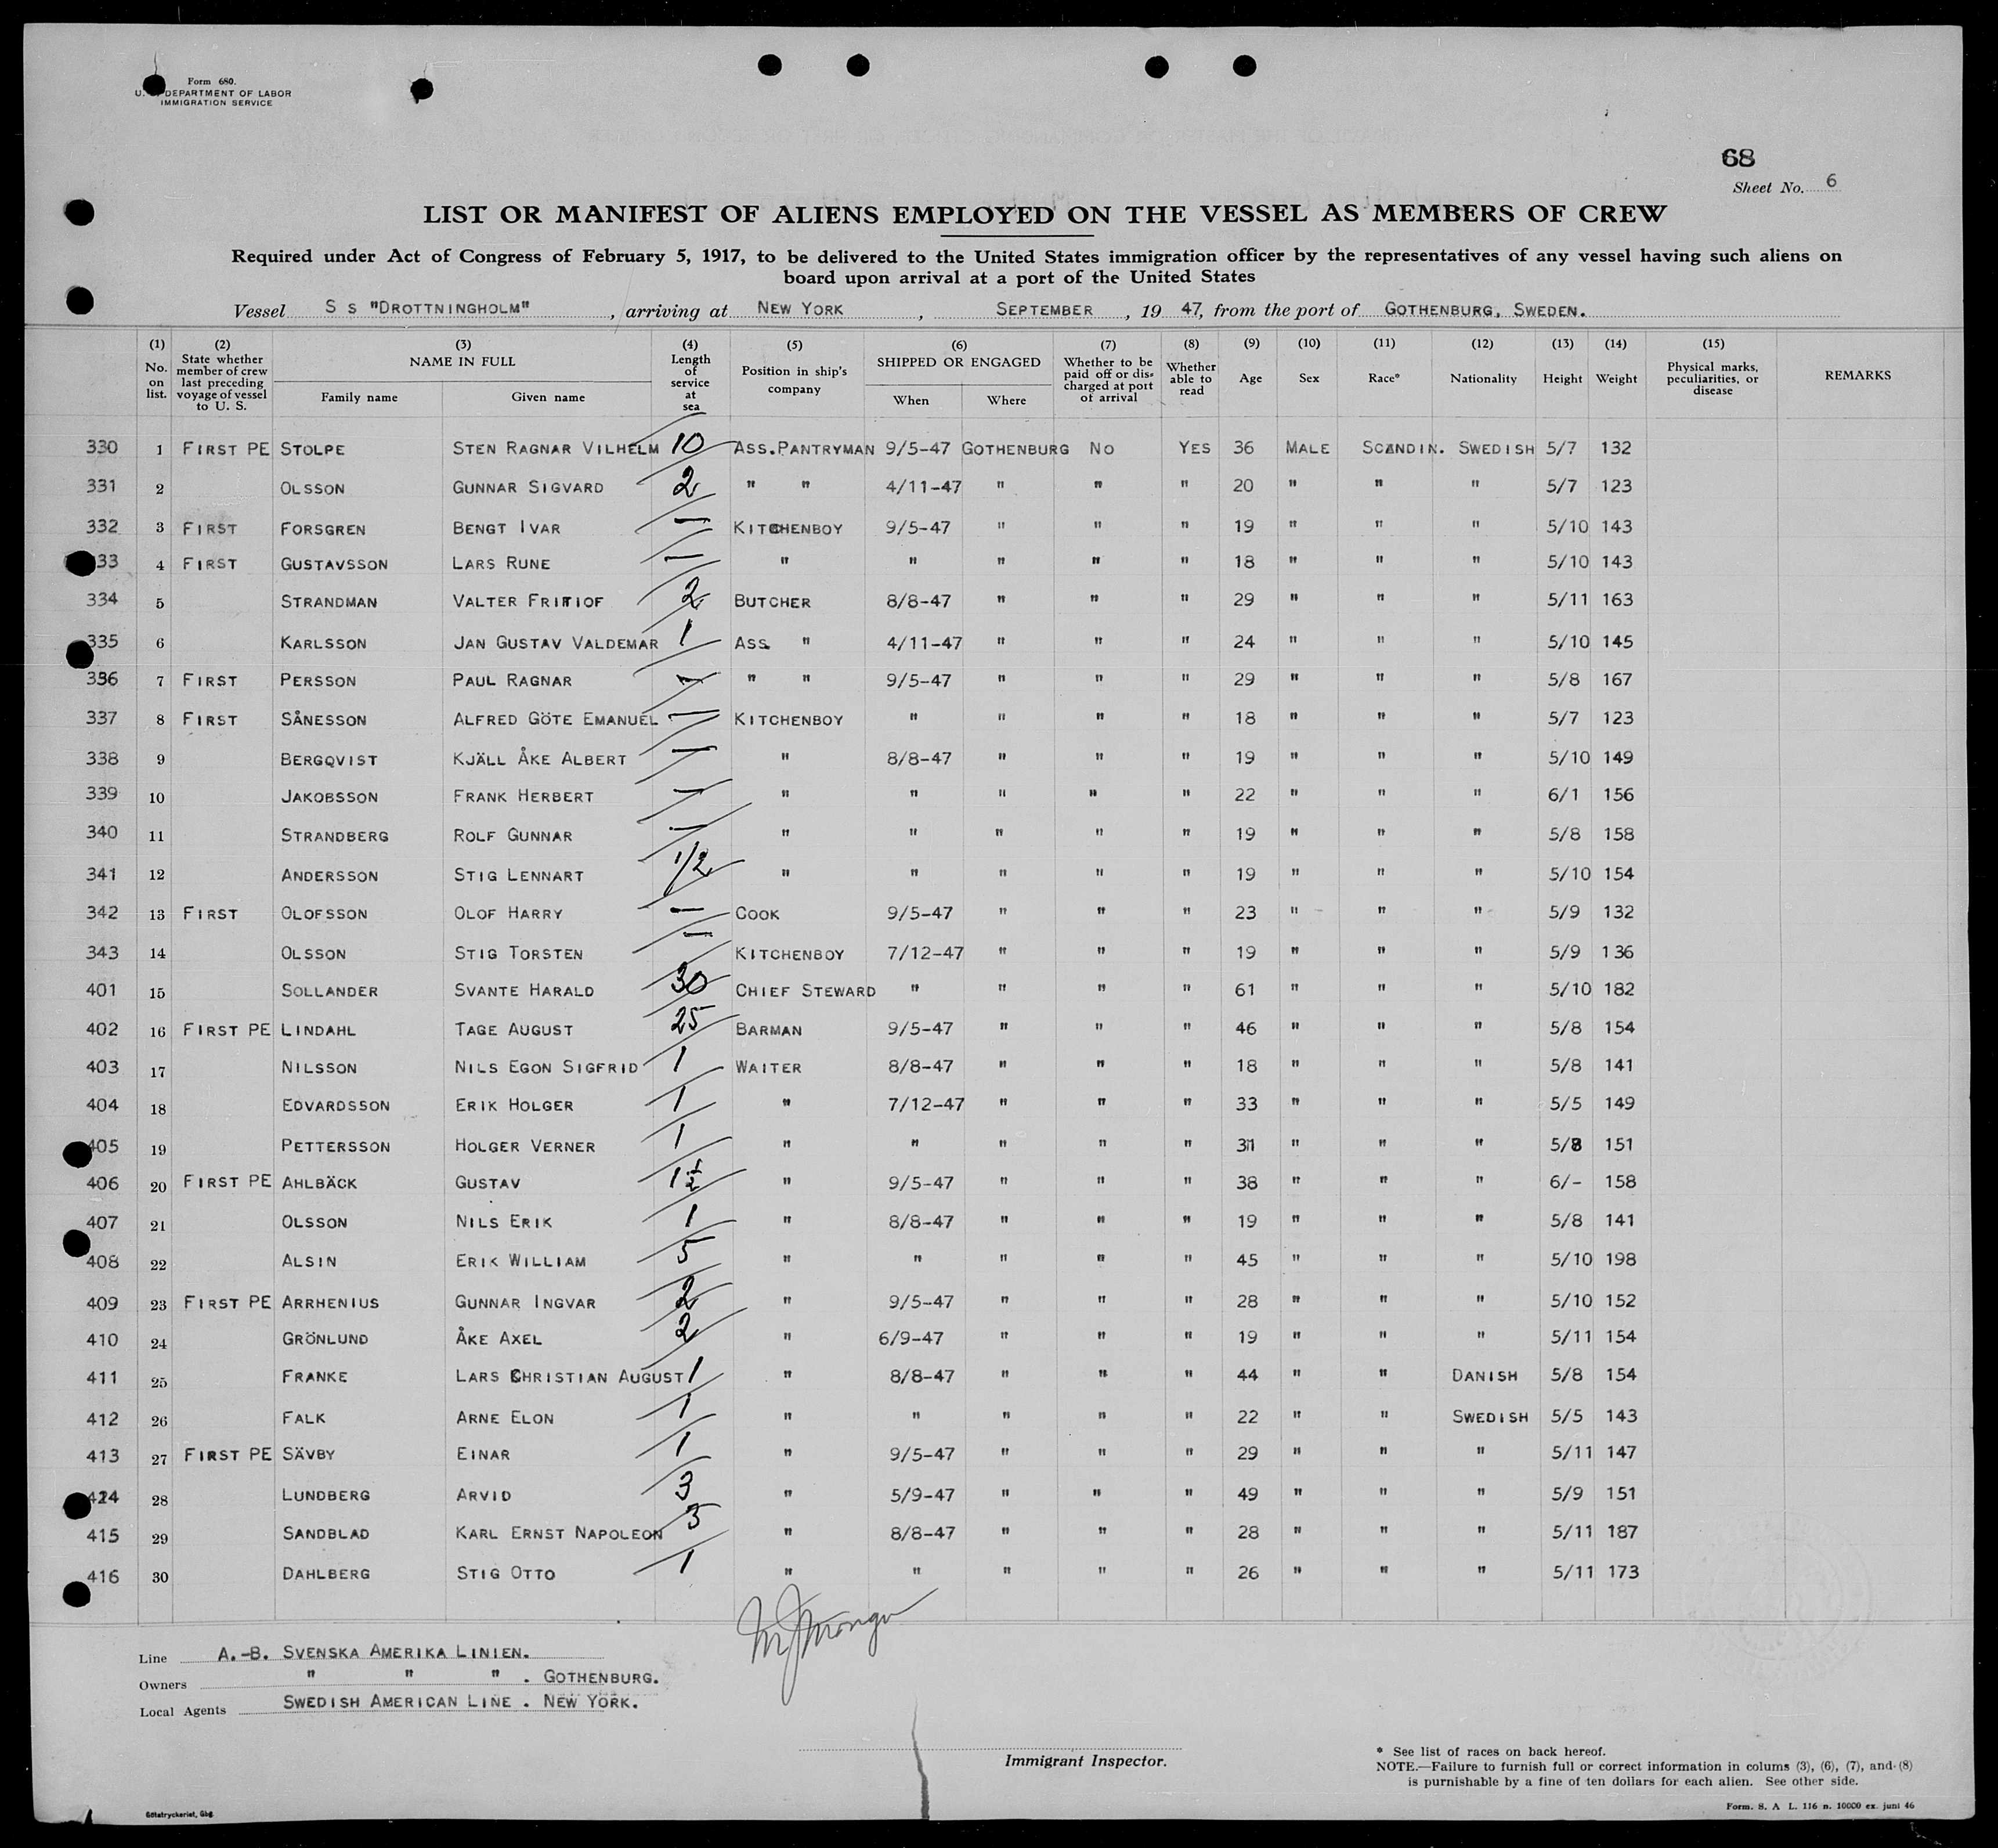 Form 680.
U. S. DEPARTMENT OF LABOR
IMMIGRATION SERVICE
68
Sheet No. 6
LIST OR MANIFEST OF ALIENS EMPLOYED ON THE VESSEL AS MEMBERS OF CREW
Required under Act of Congress of February 5, 1917, to be delivered to the United States immigration officer by the representatives of any vessel having such aliens on
board upon arrival at a port of the United States
Vessel S S "DROTTNINGHOLM", arriving at NEW YORK, SEPTEMBER, 19 47, from the port of GOTHENBURG, SWEDEN.
(1) No. on list. (2) State whether member of crew last preceding voyage of vessel to U. S. (3) NAME IN FULL Family name Given name (4) Length of service at sea (5) Position in ship's company (6) SHIPPED OR ENGAGED When Where (7) Whether to be paid off or discharged at port of arrival (8) Whether able to read (9) Age (10) Sex (11) Race* (12) Nationality (13) Height (14) Weight (15) Physical marks, peculiarities, or disease REMARKS
330 1 FIRST PE STOLPE STEN RAGNAR VILHELM 10 ASS.PANTRYMAN 9/5-47 GOTHENBURG NO YES 36 MALE SCANDIN. SWEDISH 5/7 132
331 2 OLSSON GUNNAR SIGVARD 2 " " 4/11-47 " " " 20 " " " 5/7 123
332 3 FIRST FORSGREN BENGT IVAR — KITCHENBOY 9/5-47 " " " 19 " " " 5/10 143
333 4 FIRST GUSTAVSSON LARS RUNE — " " " " " 18 " " " 5/10 143
334 5 STRANDMAN VALTER FRITIOF 2 BUTCHER 8/8-47 " " " 29 " " " 5/11 163
335 6 KARLSSON JAN GUSTAV VALDEMAR 1 ASS. " 4/11-47 " " " 24 " " " 5/10 145
336 7 FIRST PERSSON PAUL RAGNAR — " " 9/5-47 " " " 29 " " " 5/8 167
337 8 FIRST SÅNESSON ALFRED GÖTE EMANUEL — KITCHENBOY " " " " 18 " " " 5/7 123
338 9 BERGQVIST KJÄLL ÅKE ALBERT — " 8/8-47 " " " 19 " " " 5/10 149
339 10 JAKOBSSON FRANK HERBERT — " " " " " 22 " " " 6/1 156
340 11 STRANDBERG ROLF GUNNAR — " " " " " 19 " " " 5/8 158
341 12 ANDERSSON STIG LENNART 1/2 " " " " " 19 " " " 5/10 154
342 13 FIRST OLOFSSON OLOF HARRY — COOK 9/5-47 " " " 23 " " " 5/9 132
343 14 OLSSON STIG TORSTEN — KITCHENBOY 7/12-47 " " " 19 " " " 5/9 136
401 15 SOLLANDER SVANTE HARALD 30 CHIEF STEWARD " " " " 61 " " " 5/10 182
402 16 FIRST PE LINDAHL TAGE AUGUST 25 BARMAN 9/5-47 " " " 46 " " " 5/8 154
403 17 NILSSON NILS EGON SIGFRID 1 WAITER 8/8-47 " " " 18 " " " 5/8 141
404 18 EDVARDSSON ERIK HOLGER 1 " 7/12-47 " " " 33 " " " 5/5 149
405 19 PETTERSSON HOLGER VERNER 1 " " " " " 31 " " " 5/8 151
406 20 FIRST PE AHLBÄCK GUSTAV 1 1/2 " 9/5-47 " " " 38 " " " 6/- 158
407 21 OLSSON NILS ERIK 1 " 8/8-47 " " " 19 " " " 5/8 141
408 22 ALSIN ERIK WILLIAM 5 " " " " " 45 " " " 5/10 198
409 23 FIRST PE ARRHENIUS GUNNAR INGVAR 2 " 9/5-47 " " " 28 " " " 5/10 152
410 24 GRÖNLUND ÅKE AXEL 2 " 6/9-47 " " " 19 " " " 5/11 154
411 25 FRANKE LARS CHRISTIAN AUGUST 1 " 8/8-47 " " " 44 " " DANISH 5/8 154
412 26 FALK ARNE ELON 1 " " " " " 22 " " SWEDISH 5/5 143
413 27 FIRST PE SÄVBY EINAR 1 " 9/5-47 " " " 29 " " " 5/11 147
414 28 LUNDBERG ARVID 3 " 5/9-47 " " " 49 " " " 5/9 151
415 29 SANDBLAD KARL ERNST NAPOLEON 3 " 8/8-47 " " " 28 " " " 5/11 187
416 30 DAHLBERG STIG OTTO 1 " " " " " 26 " " " 5/11 173
Line A.-B. SVENSKA AMERIKA LINIEN.
Owners " " " . GOTHENBURG.
Local Agents SWEDISH AMERICAN LINE . NEW YORK.
Immigrant Inspector.
* See list of races on back hereof.
NOTE.—Failure to furnish full or correct information in colums (3), (6), (7), and (8)
is punishable by a fine of ten dollars for each alien. See other side.
Götatryckeriet, Gbg.
Form. S. A L. 116 n. 10000 ex. juni 46